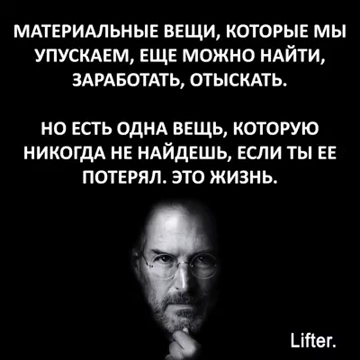 МАТЕРИАЛЬНЫЕ ВЕЩИ, КОТОРЫЕ МЫ
УПУСКАЕМ, ЕЩЕ МОЖНО НАЙТИ,
ЗАРАБОТАТЬ, ОТЫСКАТЬ.
НО ЕСТЬ ОДНА ВЕЩЬ, КОТОРУЮ
НИКОГДА НЕ НАЙДЕШЬ, ЕСЛИ ТЫ ЕЕ
ПОТЕРЯЛ. ЭТО ЖИЗНЬ.
Lifter.